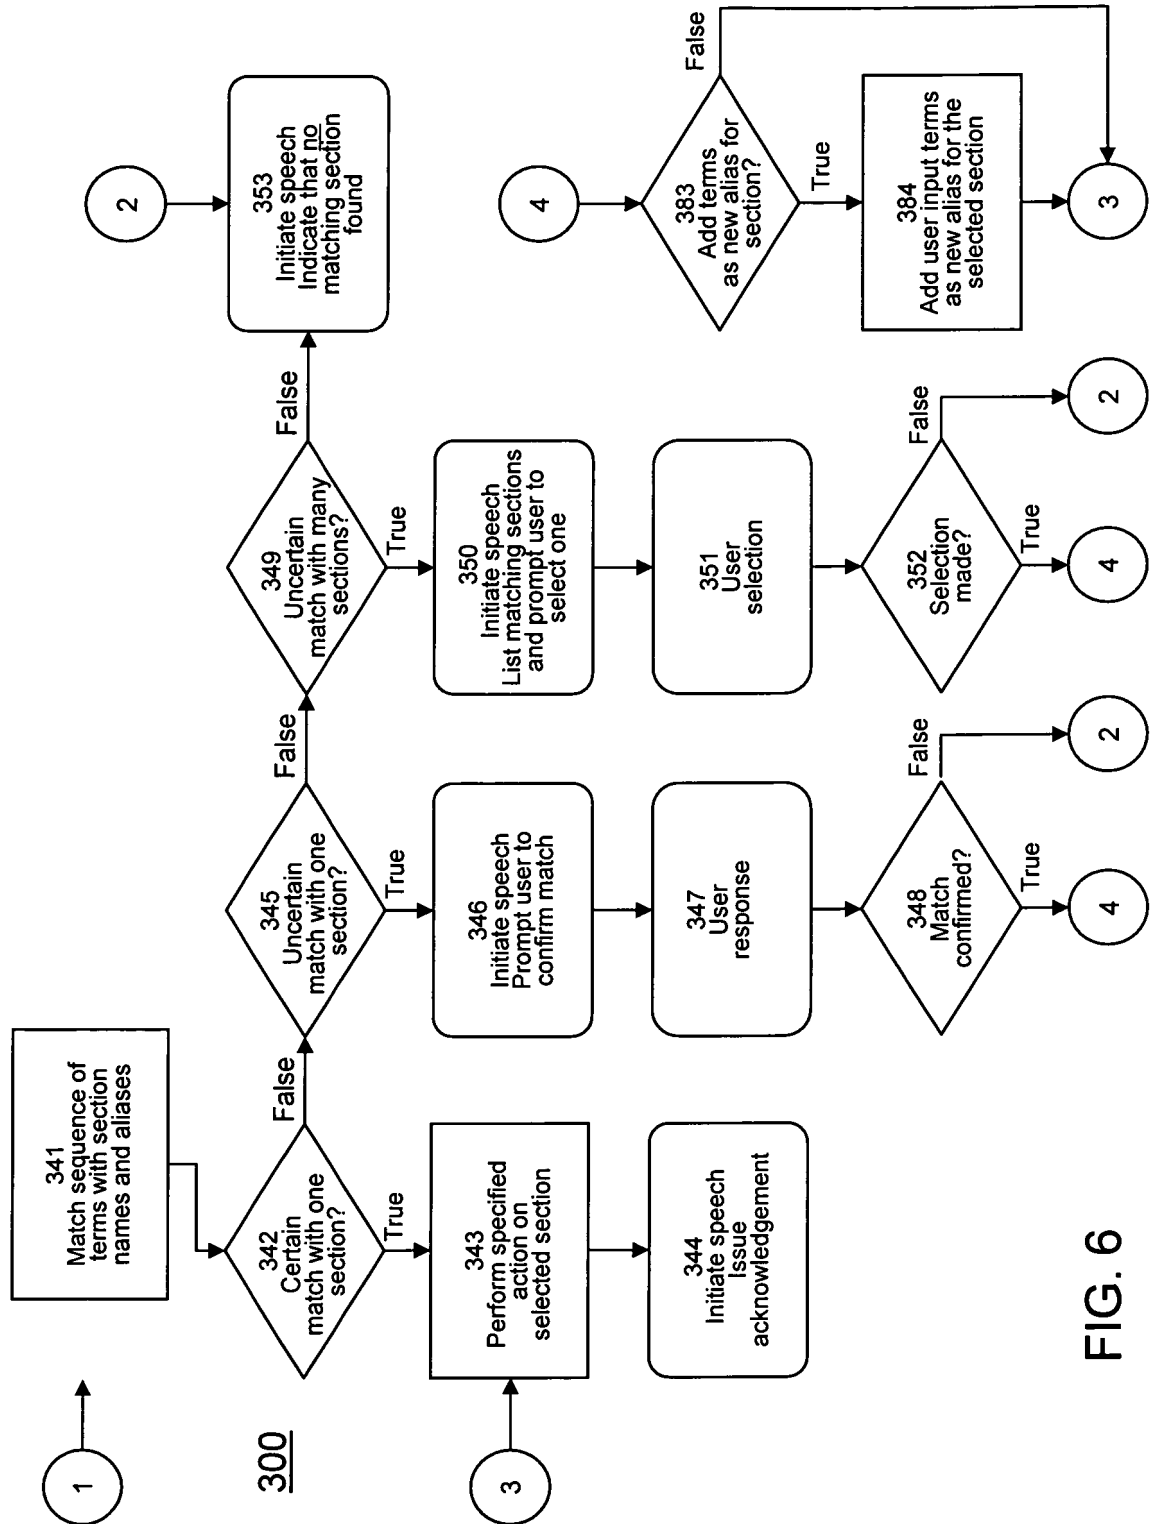 1
300
341
Match sequence of
terms with section
names and aliases
342
Certain
match with one
section?
False
True
3
343
Perform specified
action on
selected section
344
Initiate speech
Issue
acknowledgement
345
Uncertain
match with one
section?
False
True
346
Initiate speech
Prompt user to
confirm match
347
User
response
348
Match
confirmed?
False
True
2
4
349
Uncertain
match with many
sections?
False
True
350
Initiate speech
List matching sections
and prompt user to
select one
351
User
selection
352
Selection
made?
False
True
2
4
2
353
Initiate speech
Indicate that no
matching section
found
4
383
Add terms
as new alias for
section?
False
True
384
Add user input terms
as new alias for the
selected section
3
FIG. 6